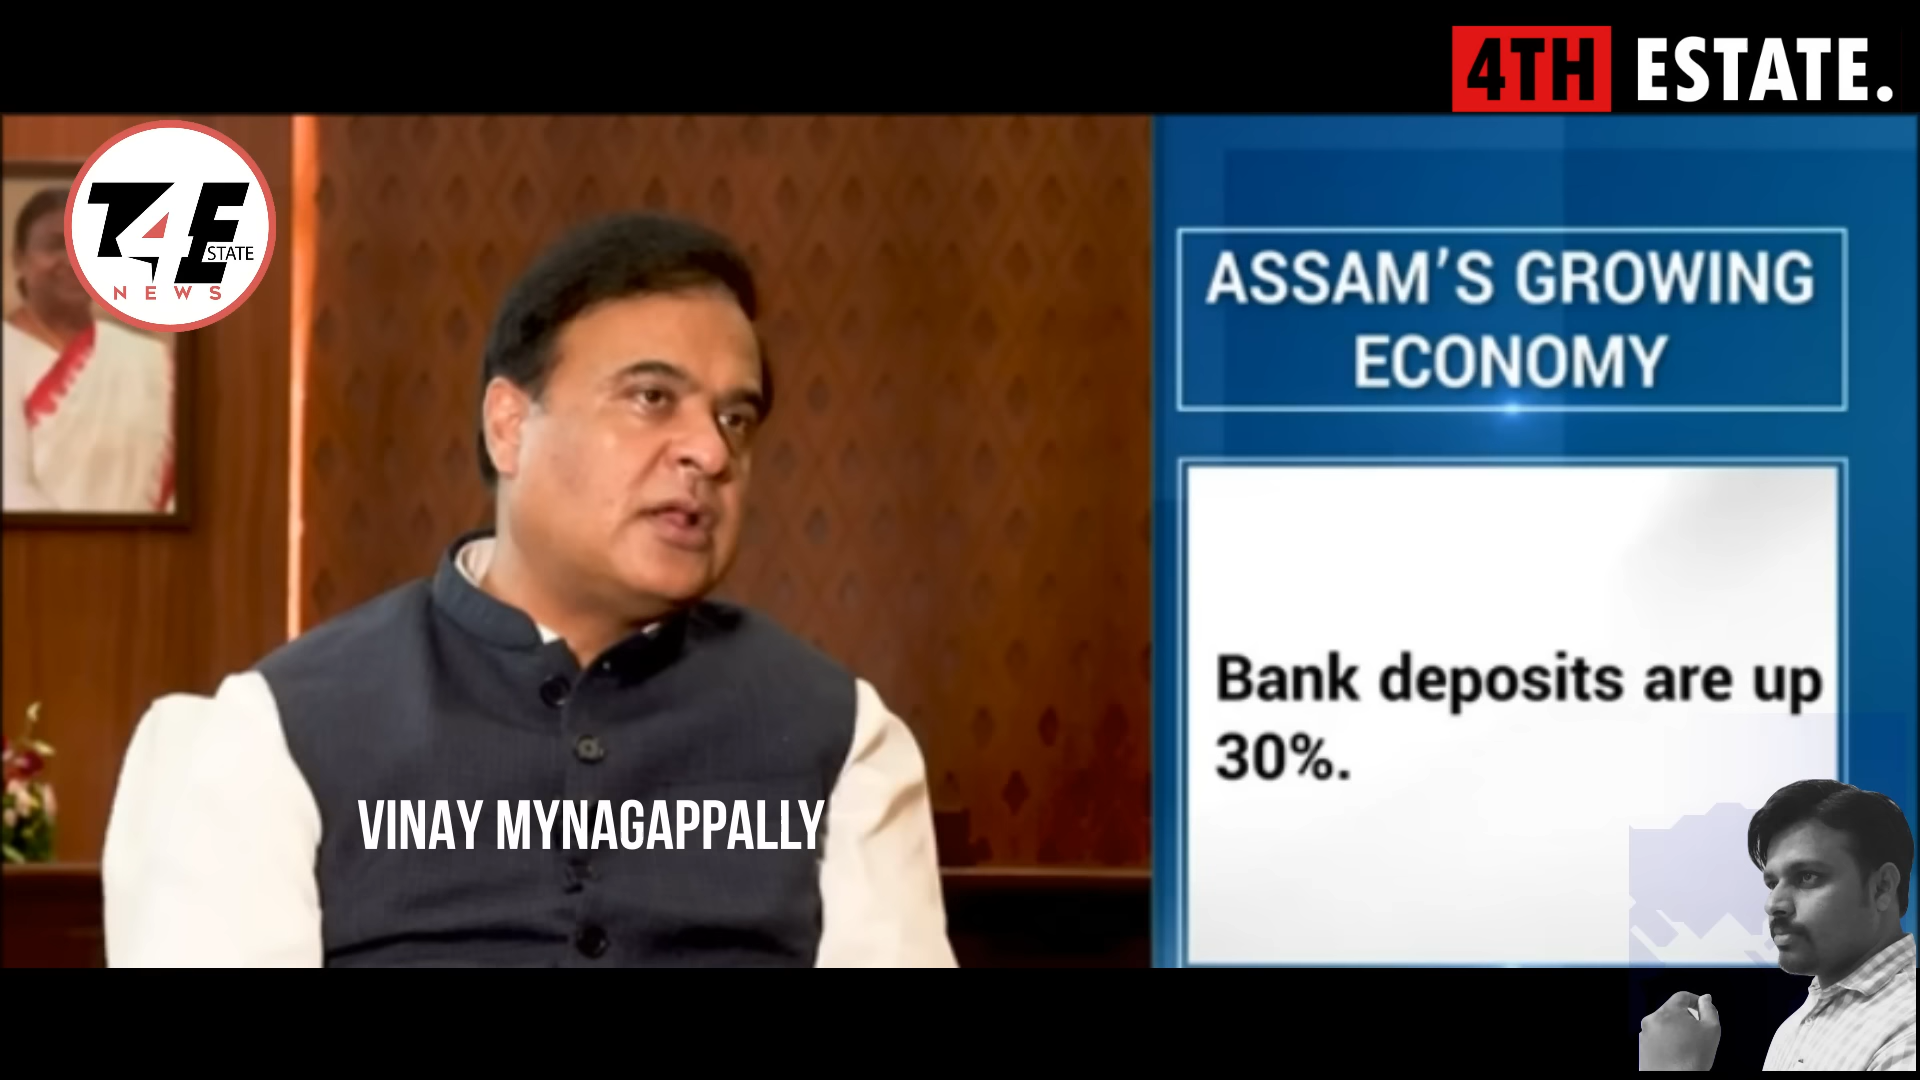 4TH ESTATE.
T4E
STATE
NEWS
ASSAM’S GROWING
ECONOMY
Bank deposits are up
30%.
VINAY MYNAGAPPALLY